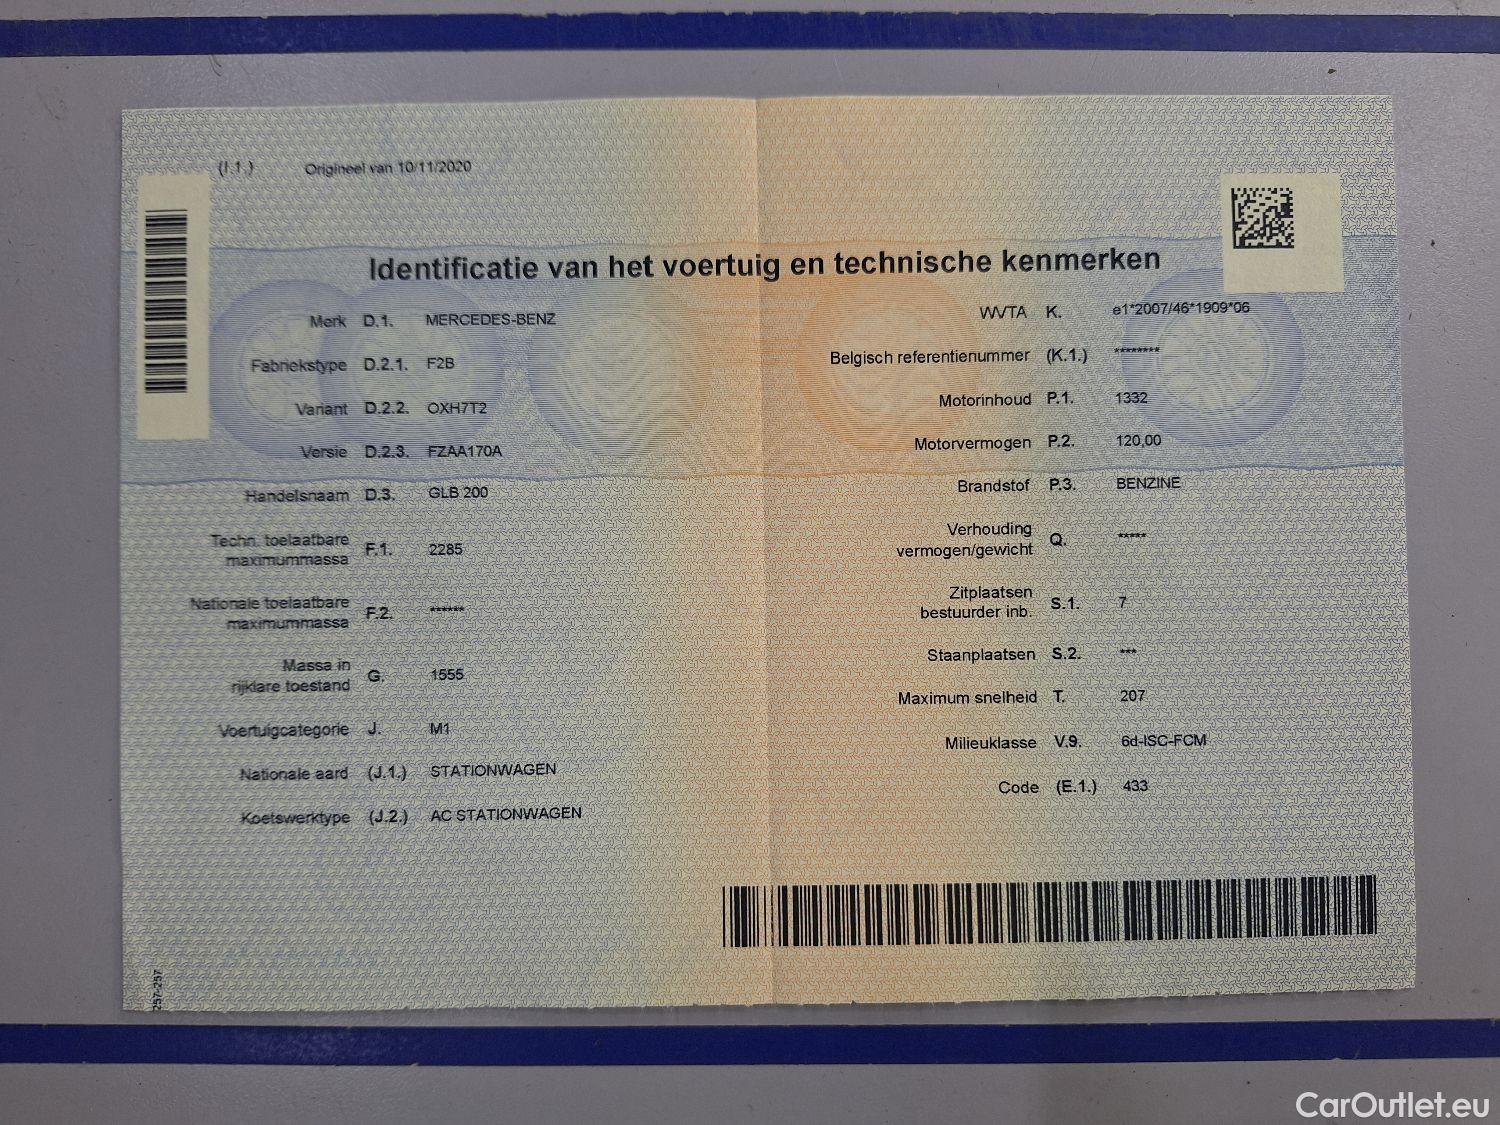 (I.1.) Origineel van 10/11/2020
Identificatie van het voertuig en technische kenmerken
Merk D.1. MERCEDES-BENZ
Fabriekstype D.2.1. F2B
Variant D.2.2. OXH7T2
Versie D.2.3. FZAA170A
Handelsnaam D.3. GLB 200
Techn. toelaatbare
maximummassa F.1. 2285
Nationale toelaatbare
maximummassa F.2. ******
Massa in
rijklare toestand G. 1555
Voertuigcategorie J. M1
Nationale aard (J.1.) STATIONWAGEN
Koetswerktype (J.2.) AC STATIONWAGEN
WVTA K. e1*2007/46*1909*06
Belgisch referentienummer (K.1.) ********
Motorinhoud P.1. 1332
Motorvermogen P.2. 120,00
Brandstof P.3. BENZINE
Verhouding
vermogen/gewicht Q. *****
Zitplaatsen
bestuurder inb. S.1. 7
Staanplaatsen S.2. ***
Maximum snelheid T. 207
Milieuklasse V.9. 6d-ISC-FCM
Code (E.1.) 433
257-257
CarOutlet.eu